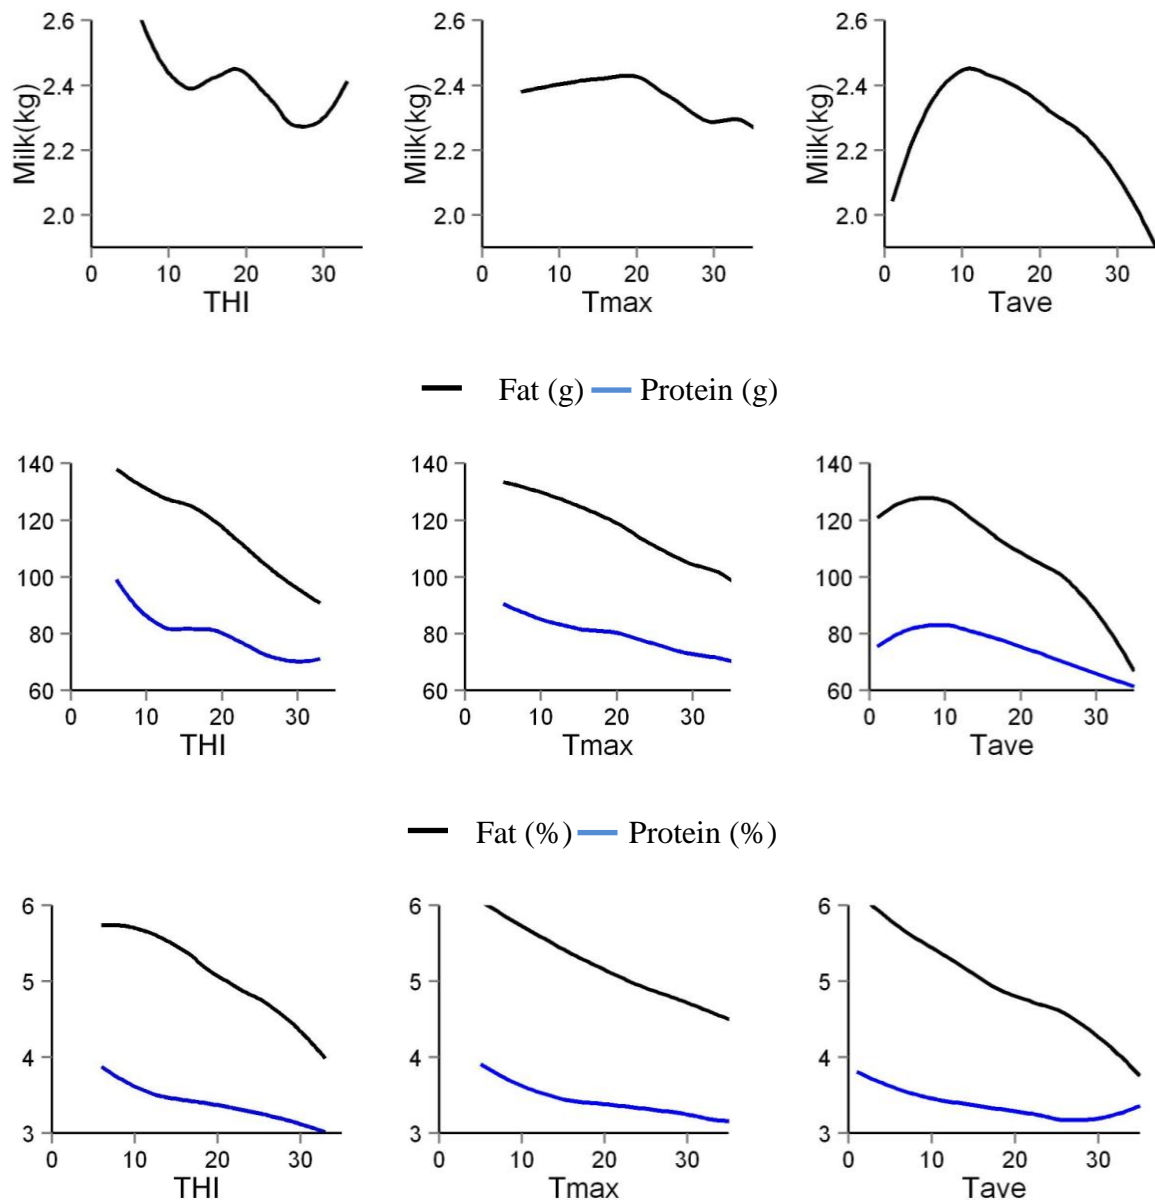 2.6 2.6 2.6
2.4 2.4 2.4
2.2 2.2 2.2
2.0 2.0 2.0
Milk(kg) Milk(kg) Milk(kg)
0 10 20 30 0 10 20 30 0 10 20 30
THI Tmax Tave
Fat (g) Protein (g)
140 140 140
120 120 120
100 100 100
80 80 80
60 60 60
0 10 20 30 0 10 20 30 0 10 20 30
THI Tmax Tave
Fat (%) Protein (%)
6 6 6
5 5 5
4 4 4
3 3 3
0 10 20 30 0 10 20 30 0 10 20 30
THI Tmax Tave